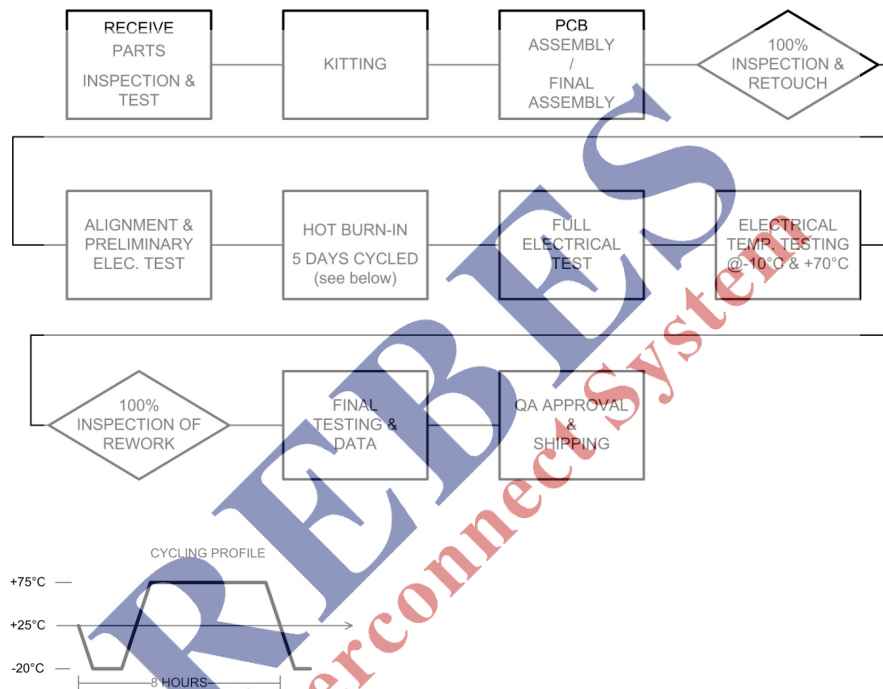 RECEIVE
PARTS
INSPECTION &
TEST
KITTING
PCB
ASSEMBLY
/
FINAL
ASSEMBLY
100%
INSPECTION &
RETOUCH
ALIGNMENT &
PRELIMINARY
ELEC. TEST
HOT BURN-IN
5 DAYS CYCLED
(see below)
FULL
ELECTRICAL
TEST
ELECTRICAL
TEMP. TESTING
@-10°C & +70°C
100%
INSPECTION OF
REWORK
FINAL
TESTING &
DATA
QA APPROVAL
&
SHIPPING
CYCLING PROFILE
+75°C
+25°C
-20°C
8 HOURS
REBES
erconnect System